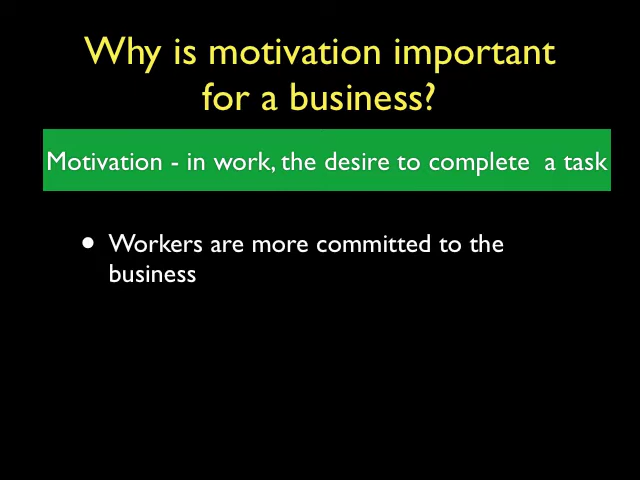 Why is motivation important
for a business?
Motivation - in work, the desire to complete  a task
• Workers are more committed to the
business